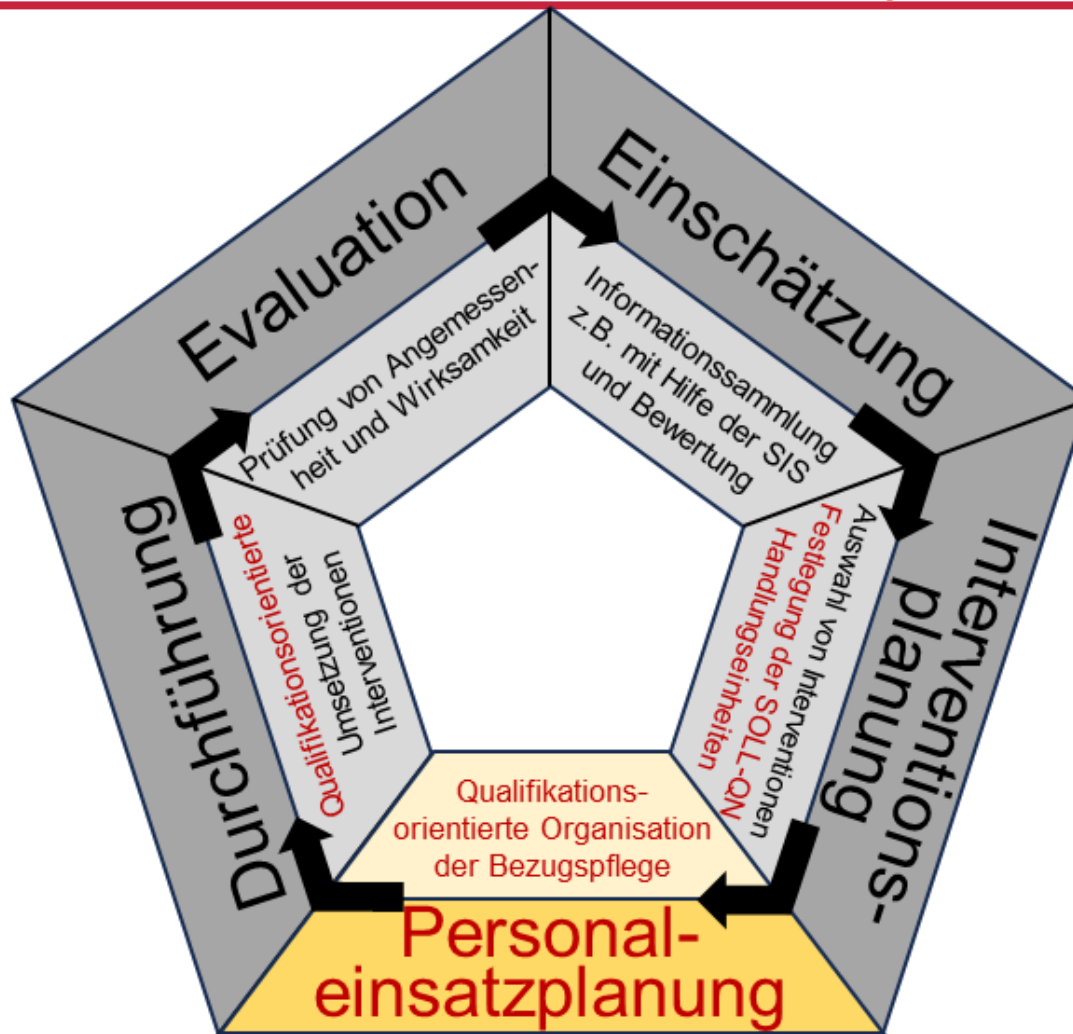 Evaluation
Prüfung von Angemessen-
heit und Wirksamkeit
Einschätzung
Informationssammlung
z.B. mit Hilfe der SIS
und Bewertung
Interventions-
planung
Auswahl von Interventionen
Festlegung der SOLL-QN
Handlungseinheiten
Personal-
einsatzplanung
Qualifikations-
orientierte Organisation
der Bezugspflege
Durchführung
Qualifikationsorientierte
Umsetzung der
Interventionen